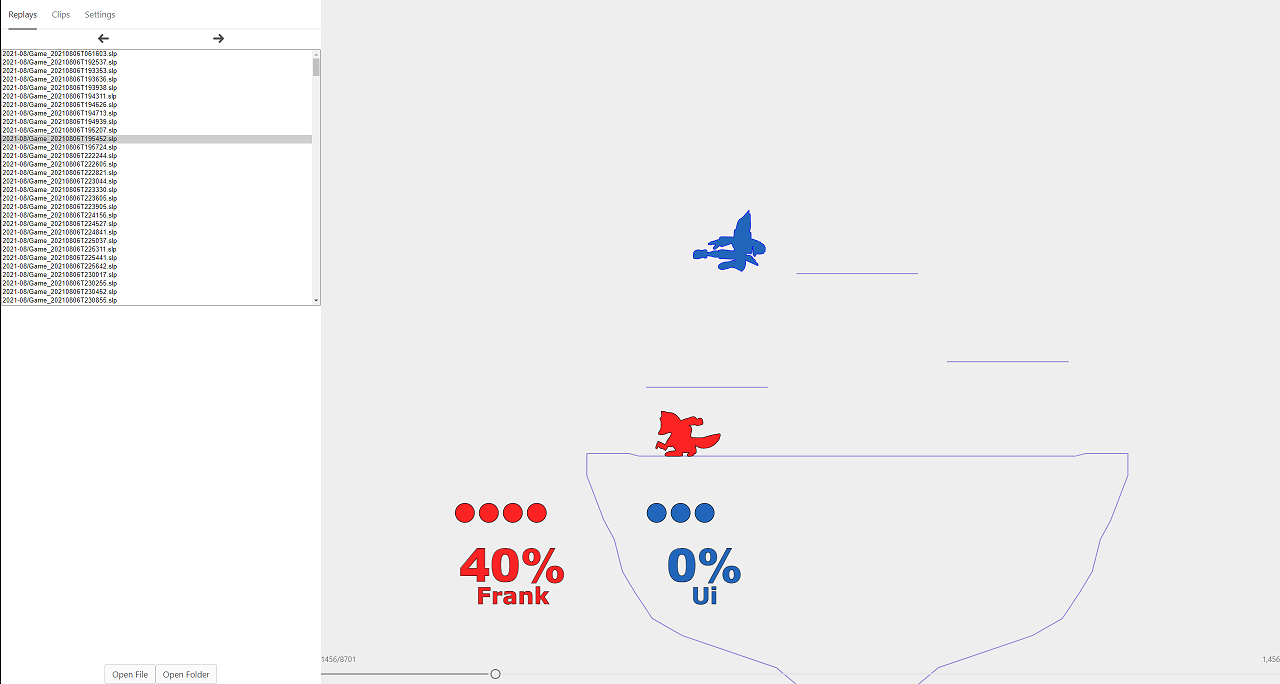 Replays Clips Settings
2021-08/Game_20210806T061603.slp
2021-08/Game_20210806T192537.slp
2021-08/Game_20210806T193353.slp
2021-08/Game_20210806T193636.slp
2021-08/Game_20210806T193938.slp
2021-08/Game_20210806T194311.slp
2021-08/Game_20210806T194626.slp
2021-08/Game_20210806T194713.slp
2021-08/Game_20210806T194939.slp
2021-08/Game_20210806T195207.slp
2021-08/Game_20210806T195452.slp
2021-08/Game_20210806T195724.slp
2021-08/Game_20210806T222244.slp
2021-08/Game_20210806T222605.slp
2021-08/Game_20210806T222821.slp
2021-08/Game_20210806T223044.slp
2021-08/Game_20210806T223330.slp
2021-08/Game_20210806T223605.slp
2021-08/Game_20210806T223905.slp
2021-08/Game_20210806T224156.slp
2021-08/Game_20210806T224527.slp
2021-08/Game_20210806T224841.slp
2021-08/Game_20210806T225037.slp
2021-08/Game_20210806T225311.slp
2021-08/Game_20210806T225441.slp
2021-08/Game_20210806T225642.slp
2021-08/Game_20210806T230017.slp
2021-08/Game_20210806T230255.slp
2021-08/Game_20210806T230452.slp
2021-08/Game_20210806T230855.slp
40% 0%
Frank Ui
1456/8701 1,456
Open File Open Folder